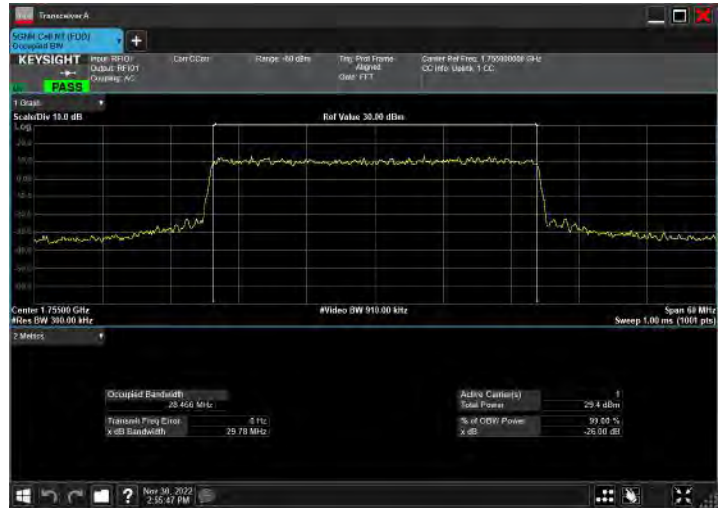 Transceiver A
5GNR Cell NT (FDD)
Occupied BW
+
KEYSIGHT
Input: RFIO1
Output: RFIO1
Coupling: AC
Corr CCorr
Range: -60 dBm
Trig: Prid Frame
Aligned
Gate: FFT
Center Ref Freq: 1.755000000 GHz
CC Info: Uplink, 1 CC
PASS
1 Graph
Scale/Div 10.0 dB
Ref Value 30.00 dBm
Log
Center 1.75500 GHz
#Video BW 910.00 kHz
Span 60 MHz
#Res BW 300.00 kHz
Sweep 1.00 ms (1001 pts)
2 Metrics
Occupied Bandwidth
28.466 MHz
Active Carrier(s) 1
Total Power 29.4 dBm
Transmit Freq Error 0 Hz
x dB Bandwidth 29.78 MHz
% of OBW Power 99.00 %
x dB -26.00 dB
?
Nov 30, 2022
2:55:47 PM